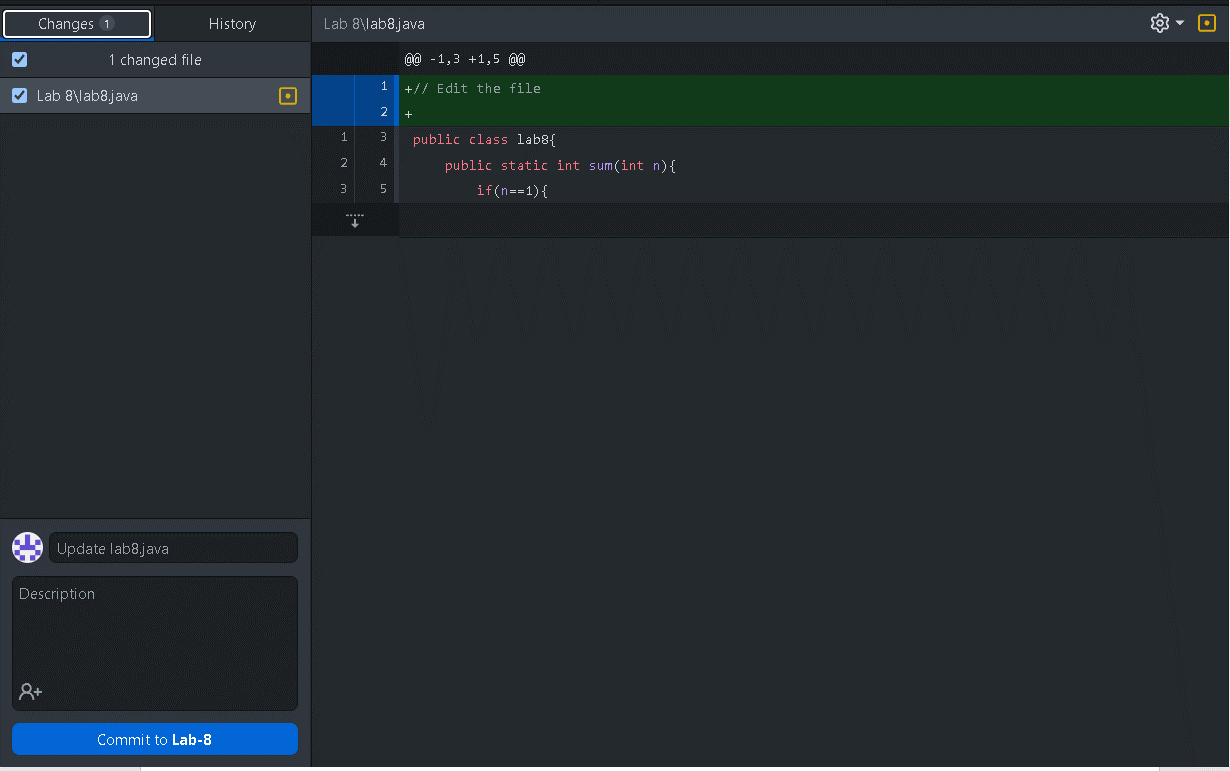 Changes 1
History
1 changed file
Lab 8\lab8.java
Update lab8.java
Description
Commit to Lab-8
Lab 8\lab8.java
@@ -1,3 +1,5 @@
1 +// Edit the file
2 +
1 3 public class lab8{
2 4 public static int sum(int n){
3 5 if(n==1){